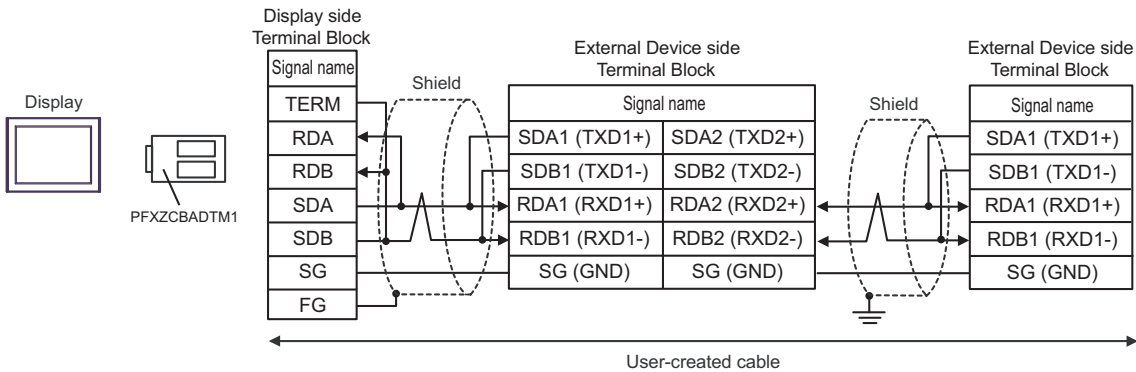 Display
PFXZCBADTM1
Display side
Terminal Block
Signal name
TERM
RDA
RDB
SDA
SDB
SG
FG
Shield
External Device side
Terminal Block
Signal name
SDA1 (TXD1+) SDA2 (TXD2+)
SDB1 (TXD1-) SDB2 (TXD2-)
RDA1 (RXD1+) RDA2 (RXD2+)
RDB1 (RXD1-) RDB2 (RXD2-)
SG (GND) SG (GND)
Shield
External Device side
Terminal Block
Signal name
SDA1 (TXD1+)
SDB1 (TXD1-)
RDA1 (RXD1+)
RDB1 (RXD1-)
SG (GND)
User-created cable